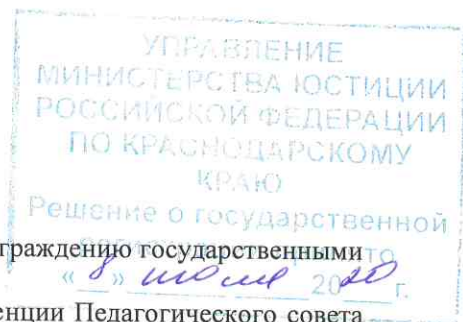 УПРАВЛЕНИЕ
МИНИСТЕРСТВА ЮСТИЦИИ
РОССИЙСКОЙ ФЕДЕРАЦИИ
ПО КРАСНОДАРСКОМУ
КРАЮ
Решение о государственной
граждению государственными
« 8 » июля 2020 г.
енции Педагогического совета